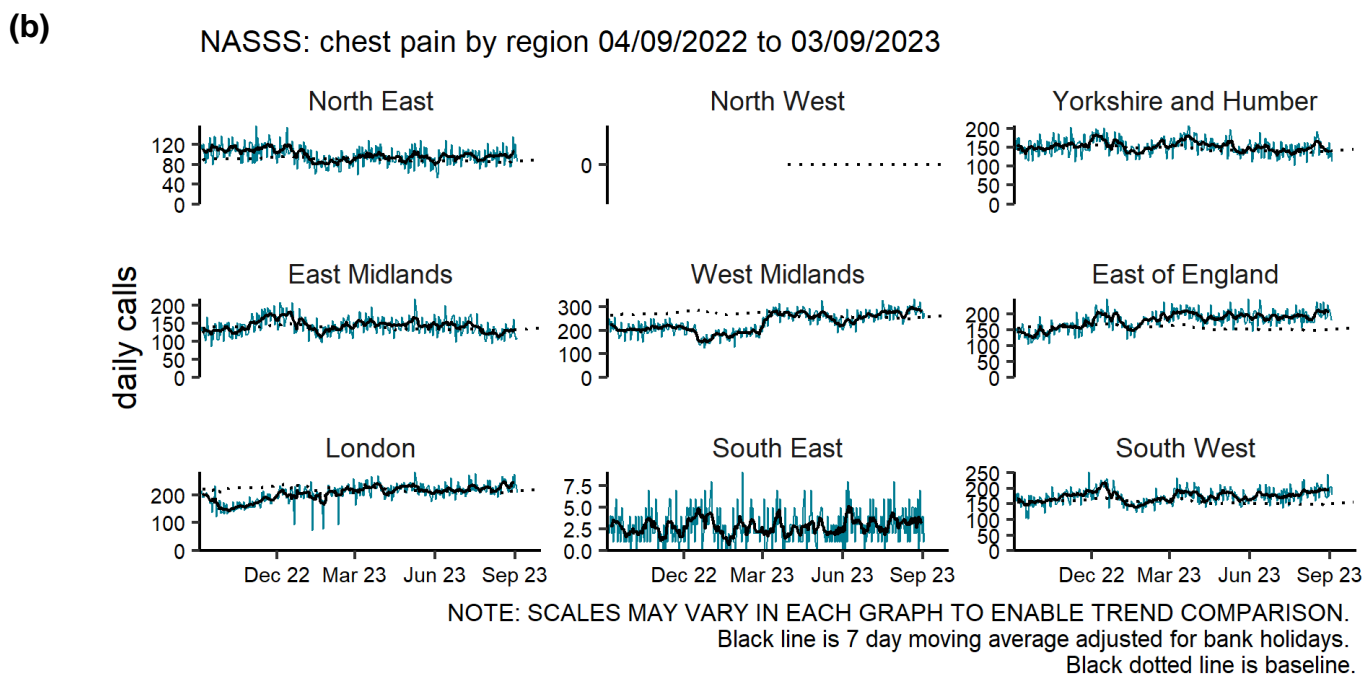 (b)
NASSS: chest pain by region 04/09/2022 to 03/09/2023
North East
North West
Yorkshire and Humber
120
80
40
0
0
200
150
100
50
0
daily calls
East Midlands
West Midlands
East of England
200
150
100
50
0
300
200
100
0
200
150
100
50
0
London
South East
South West
200
100
0
7.5
5.0
2.5
0.0
250
200
150
100
50
0
Dec 22 Mar 23 Jun 23 Sep 23
Dec 22 Mar 23 Jun 23 Sep 23
Dec 22 Mar 23 Jun 23 Sep 23
NOTE: SCALES MAY VARY IN EACH GRAPH TO ENABLE TREND COMPARISON.
Black line is 7 day moving average adjusted for bank holidays.
Black dotted line is baseline.